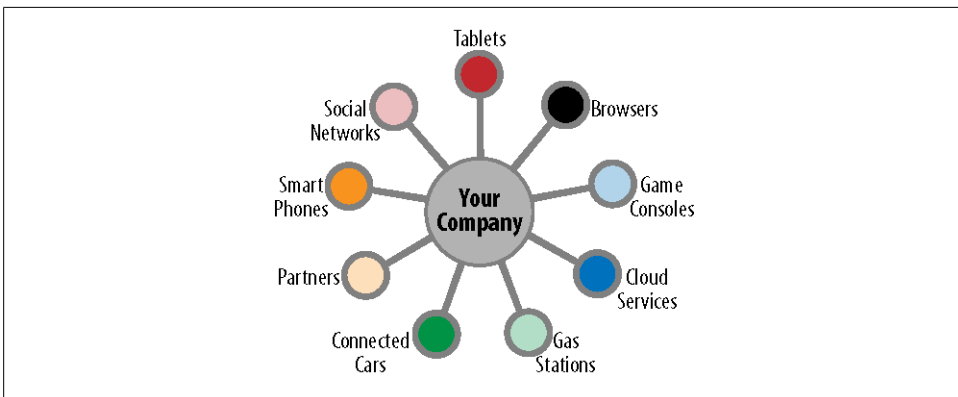 Tablets
Browsers
Social
Networks
Smart
Phones
Your
Company
Game
Consoles
Partners
Cloud
Services
Connected
Cars
Gas
Stations